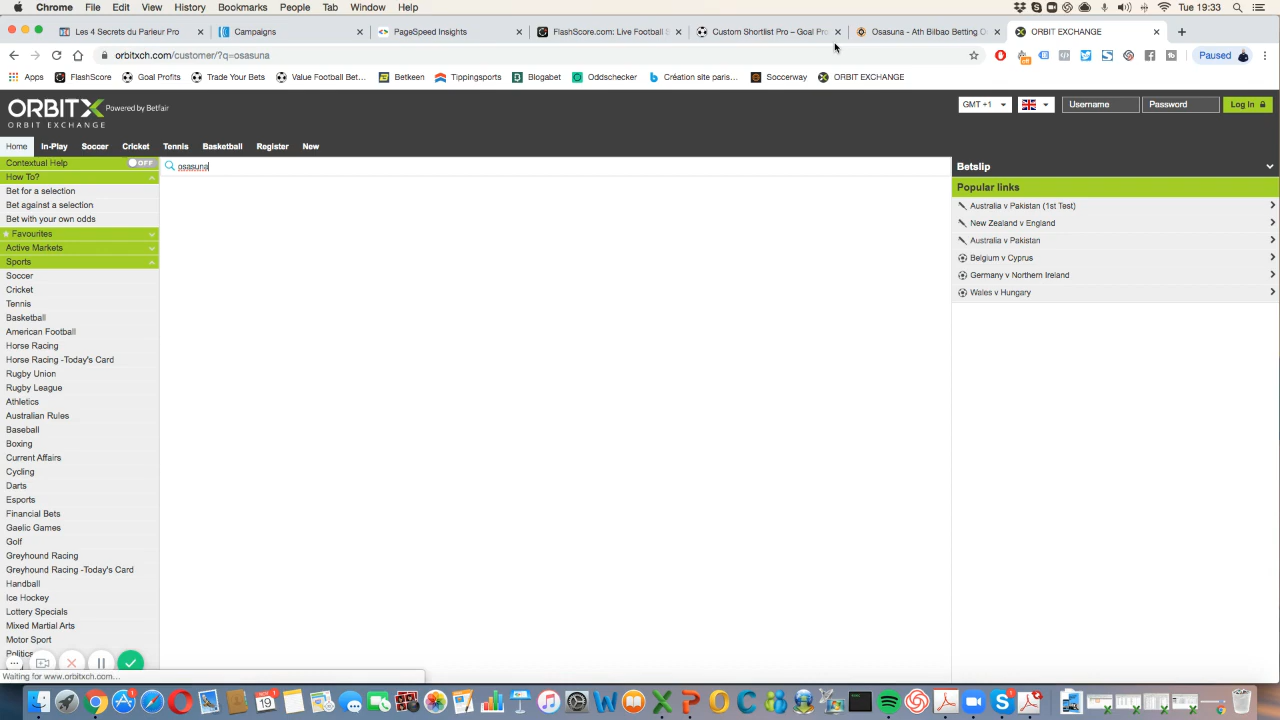 Chrome File Edit View History Bookmarks People Tab Window Help Tue 19:33
Les 4 Secrets du Parieur Pro Campaigns PageSpeed Insights FlashScore.com: Live Football S Custom Shortlist Pro – Goal Pro Osasuna - Ath Bilbao Betting O ORBIT EXCHANGE
orbitxch.com/customer/?q=osasuna Paused
Apps FlashScore Goal Profits Trade Your Bets Value Football Bet... Betkeen Tippingsports Blogabet Oddschecker Création site paris... Soccerway ORBIT EXCHANGE
ORBITX Powered by Betfair
ORBIT EXCHANGE
GMT +1 Username Password Log In
Home In-Play Soccer Cricket Tennis Basketball Register New
Contextual Help OFF
How To?
Bet for a selection
Bet against a selection
Bet with your own odds
Favourites
Active Markets
Sports
Soccer
Cricket
Tennis
Basketball
American Football
Horse Racing
Horse Racing -Today's Card
Rugby Union
Rugby League
Athletics
Australian Rules
Baseball
Boxing
Current Affairs
Cycling
Darts
Esports
Financial Bets
Gaelic Games
Golf
Greyhound Racing
Greyhound Racing -Today's Card
Handball
Ice Hockey
Lottery Specials
Mixed Martial Arts
Motor Sport
Politics
Waiting for www.orbitxch.com...
osasuna
Betslip
Popular links
Australia v Pakistan (1st Test)
New Zealand v England
Australia v Pakistan
Belgium v Cyprus
Germany v Northern Ireland
Wales v Hungary